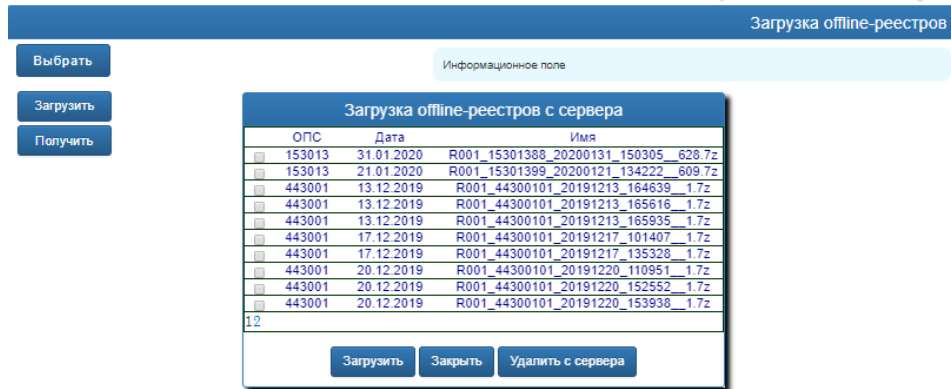 Загрузка offline-реестров
Выбрать
Информационное поле
Загрузить
Получить
Загрузка offline-реестров с сервера
ОПС Дата Имя
153013 31.01.2020 R001_15301388_20200131_150305__628.7z
153013 21.01.2020 R001_15301399_20200121_134222__609.7z
443001 13.12.2019 R001_44300101_20191213_164639__1.7z
443001 13.12.2019 R001_44300101_20191213_165616__1.7z
443001 13.12.2019 R001_44300101_20191213_165935__1.7z
443001 17.12.2019 R001_44300101_20191217_101407__1.7z
443001 17.12.2019 R001_44300101_20191217_135328__1.7z
443001 20.12.2019 R001_44300101_20191220_110951__1.7z
443001 20.12.2019 R001_44300101_20191220_152552__1.7z
443001 20.12.2019 R001_44300101_20191220_153938__1.7z
12
Загрузить Закрыть Удалить с сервера